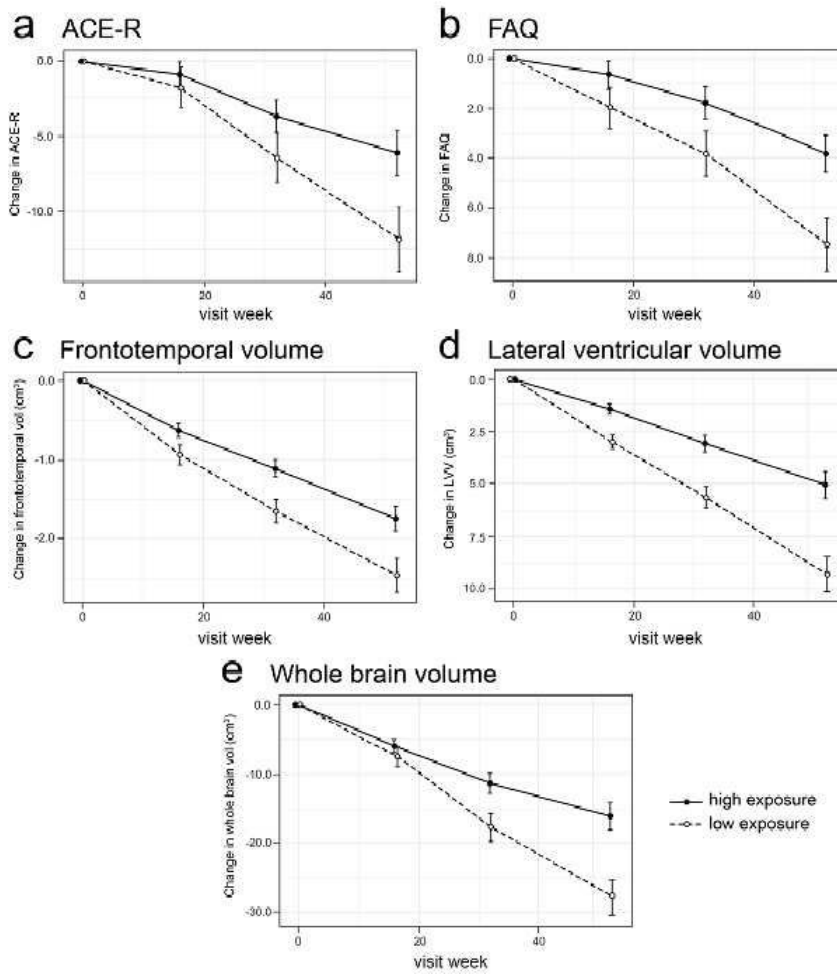 a ACE-R
0.0
-5.0
-10.0
Change in ACE-R
0
20
40
visit week
b FAQ
0.0
2.0
4.0
6.0
8.0
Change in FAQ
0
20
40
visit week
c Frontotemporal volume
0.0
-1.0
-2.0
Change in frontotemporal vol (cm³)
0
20
40
visit week
d Lateral ventricular volume
0.0
2.5
5.0
7.5
10.0
Change in LVV (cm³)
0
20
40
visit week
e Whole brain volume
0.0
-10.0
-20.0
-30.0
Change in whole brain vol (cm³)
0
20
40
visit week
high exposure
low exposure